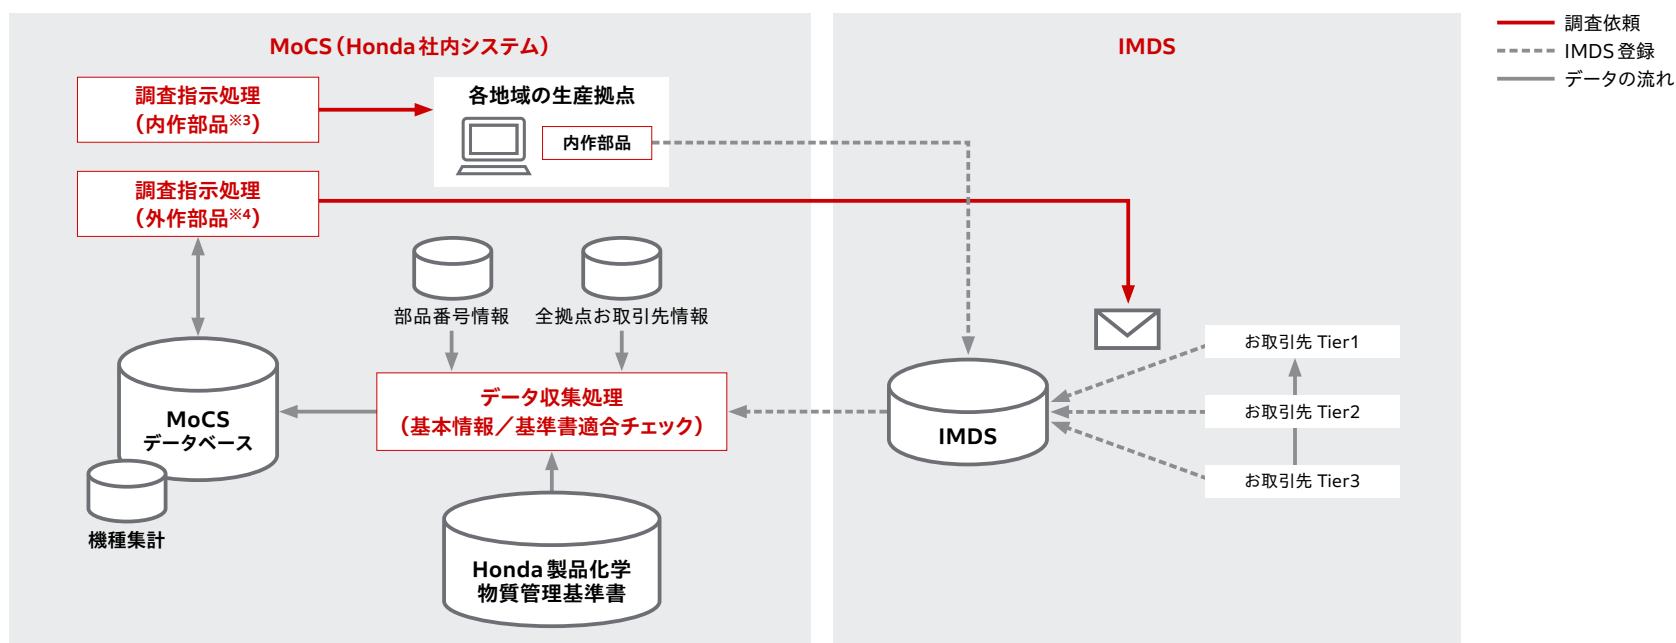 MoCS（Honda社内システム）
調査指示処理
（内作部品※3）
各地域の生産拠点
内作部品
調査指示処理
（外作部品※4）
部品番号情報
全拠点お取引先情報
データ収集処理
（基本情報／基準書適合チェック）
MoCS
データベース
機種集計
Honda製品化学
物質管理基準書
IMDS
IMDS
お取引先 Tier1
お取引先 Tier2
お取引先 Tier3
調査依頼
IMDS登録
データの流れ